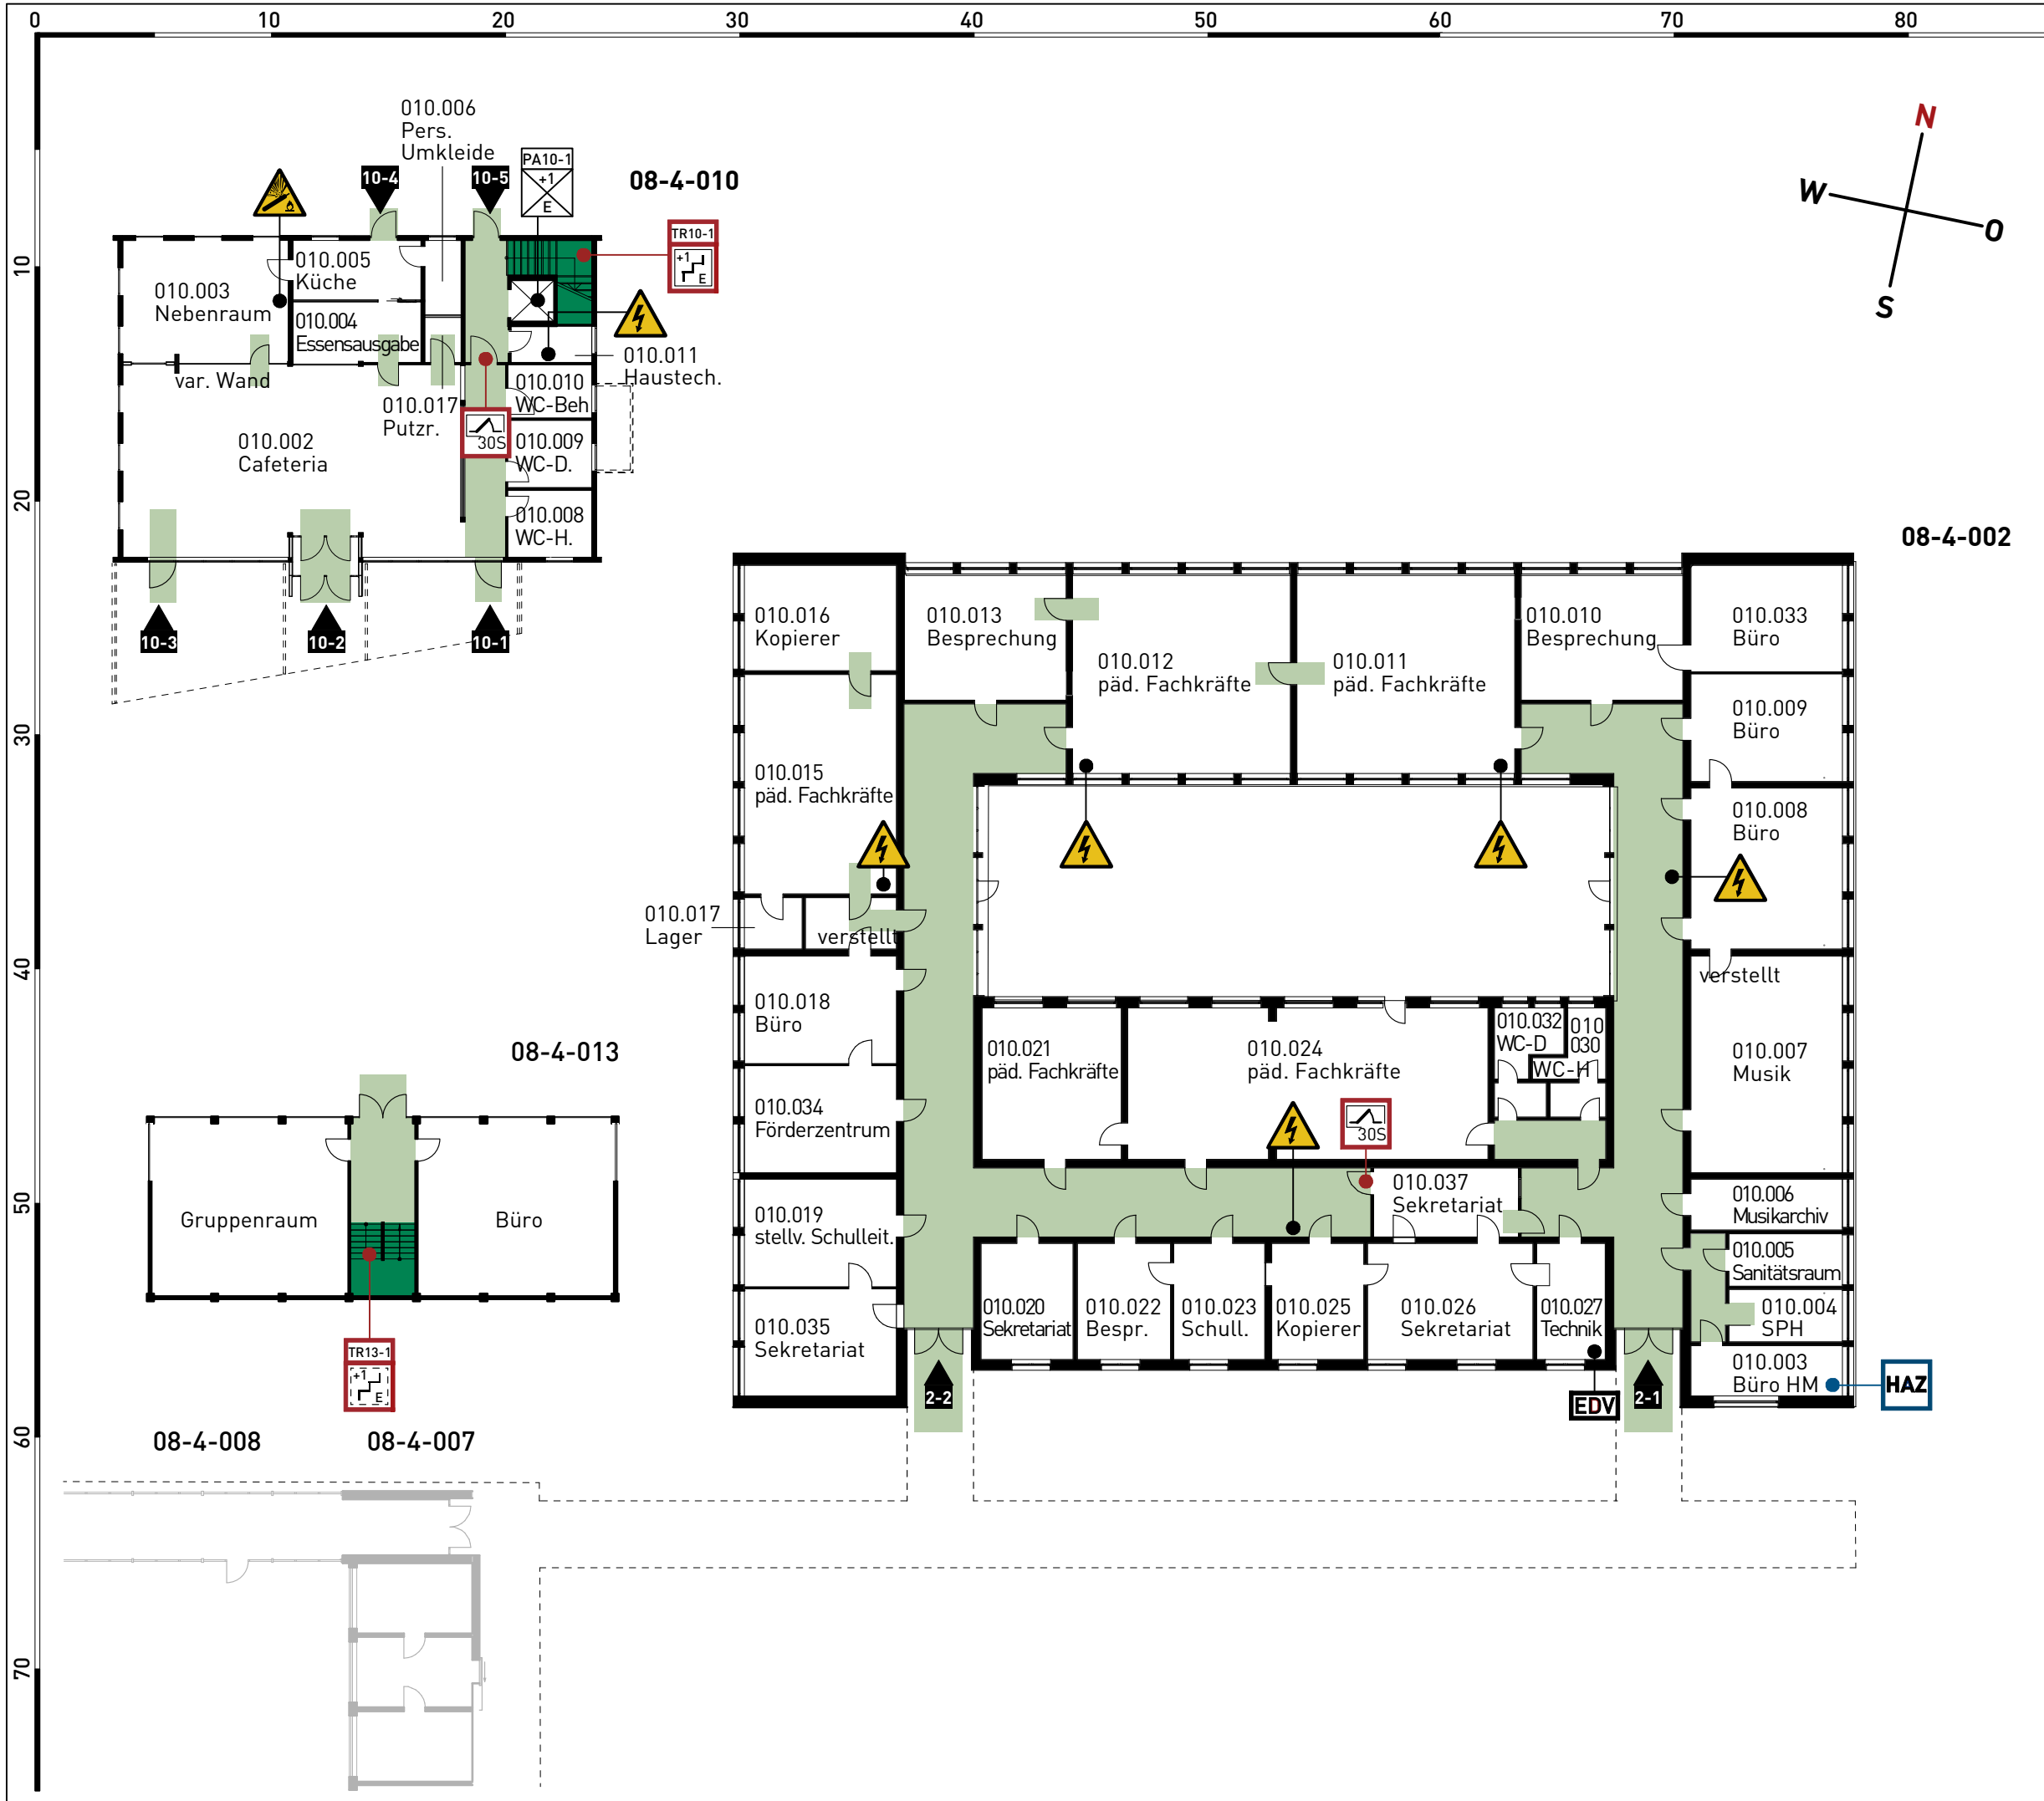 0 10 20 30 40 50 60 70 80
10
20
30
40
50
60
70
N
W
O
S
010.006
Pers.
Umkleide
10-4
10-5
PA10-1
+1
E
08-4-010
TR10-1
+1
E
010.005
Küche
010.003
Nebenraum
010.004
Essensausgabe
var. Wand
010.017
Putzr.
010.011
Haustech.
010.010
WC-Beh
30S
010.009
WC-D.
010.002
Cafeteria
010.008
WC-H.
10-3
10-2
10-1
08-4-002
010.016
Kopierer
010.013
Besprechung
010.012
päd. Fachkräfte
010.011
päd. Fachkräfte
010.010
Besprechung
010.033
Büro
010.009
Büro
010.015
päd. Fachkräfte
010.008
Büro
010.017
Lager
verstellt
verstellt
010.018
Büro
010.021
päd. Fachkräfte
010.024
päd. Fachkräfte
010.032
WC-D
010
030
WC-H
010.007
Musik
010.034
Förderzentrum
30S
010.037
Sekretariat
010.006
Musikarchiv
010.019
stellv. Schulleit.
010.005
Sanitätsraum
010.035
Sekretariat
010.020
Sekretariat
010.022
Bespr.
010.023
Schull.
010.025
Kopierer
010.026
Sekretariat
010.027
Technik
010.004
SPH
010.003
Büro HM
HAZ
2-2
EDV
2-1
08-4-013
Gruppenraum
Büro
TR13-1
+1
E
08-4-008
08-4-007